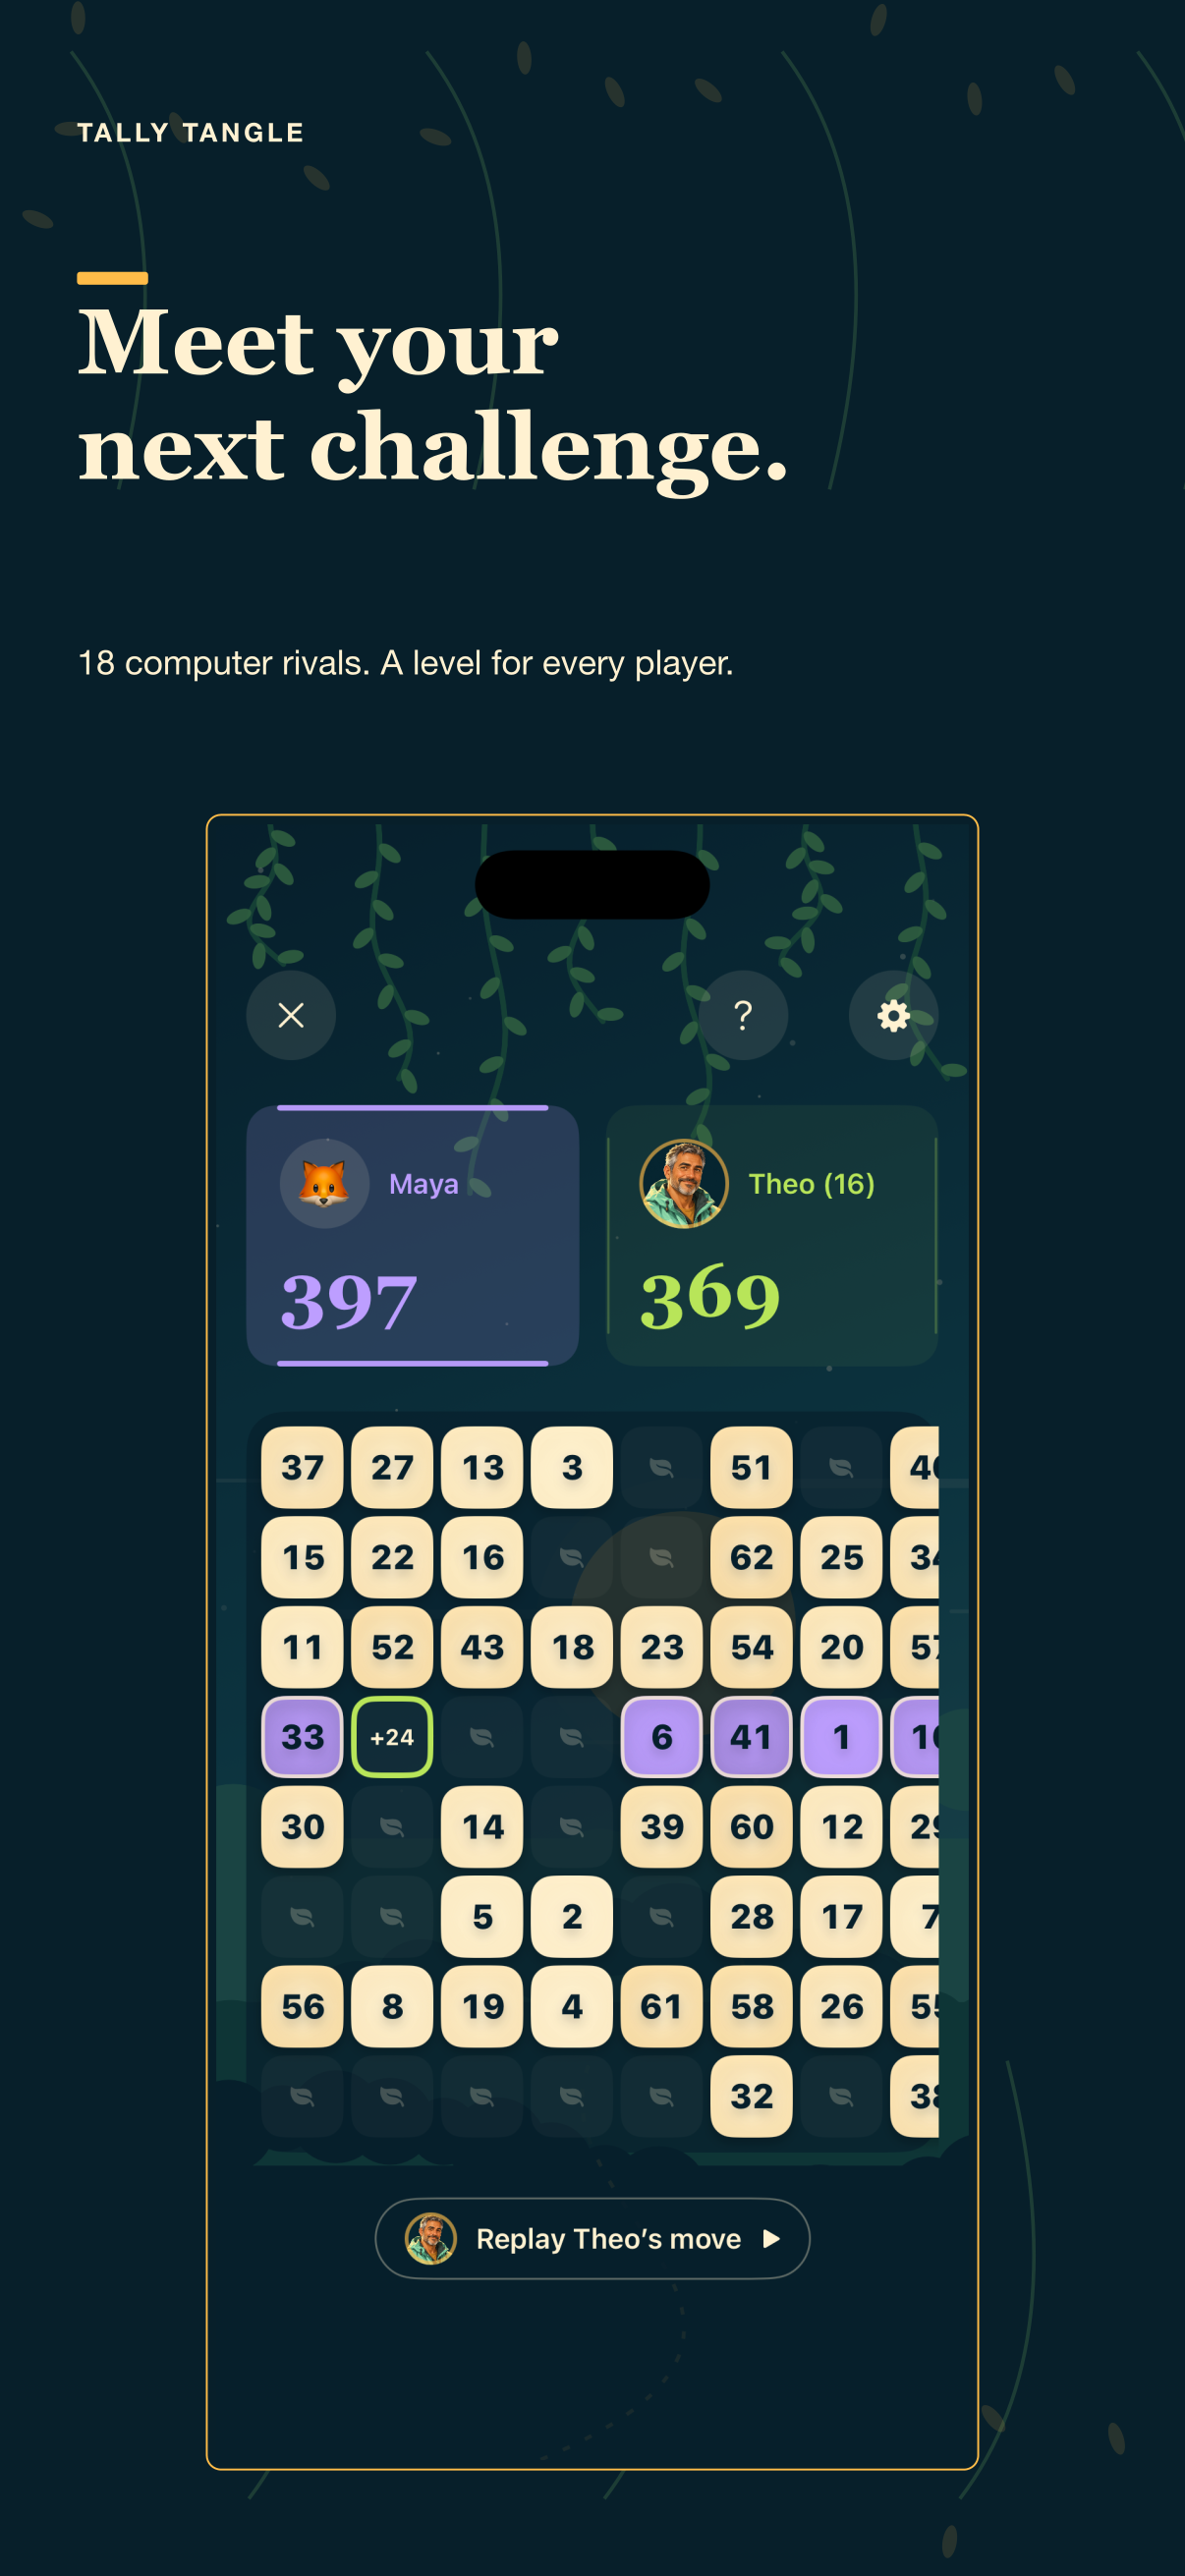 TALLY TANGLE
Meet your
next challenge.
18 computer rivals. A level for every player.
?
Maya
Theo (16)
397
369
37 27 13 3 51
15 22 16 62 25
11 52 43 18 23 54 20
33 +24 6 41 1
30 14 39 60 12
5 2 28 17 7
56 8 19 4 61 58 26
32
Replay Theo’s move